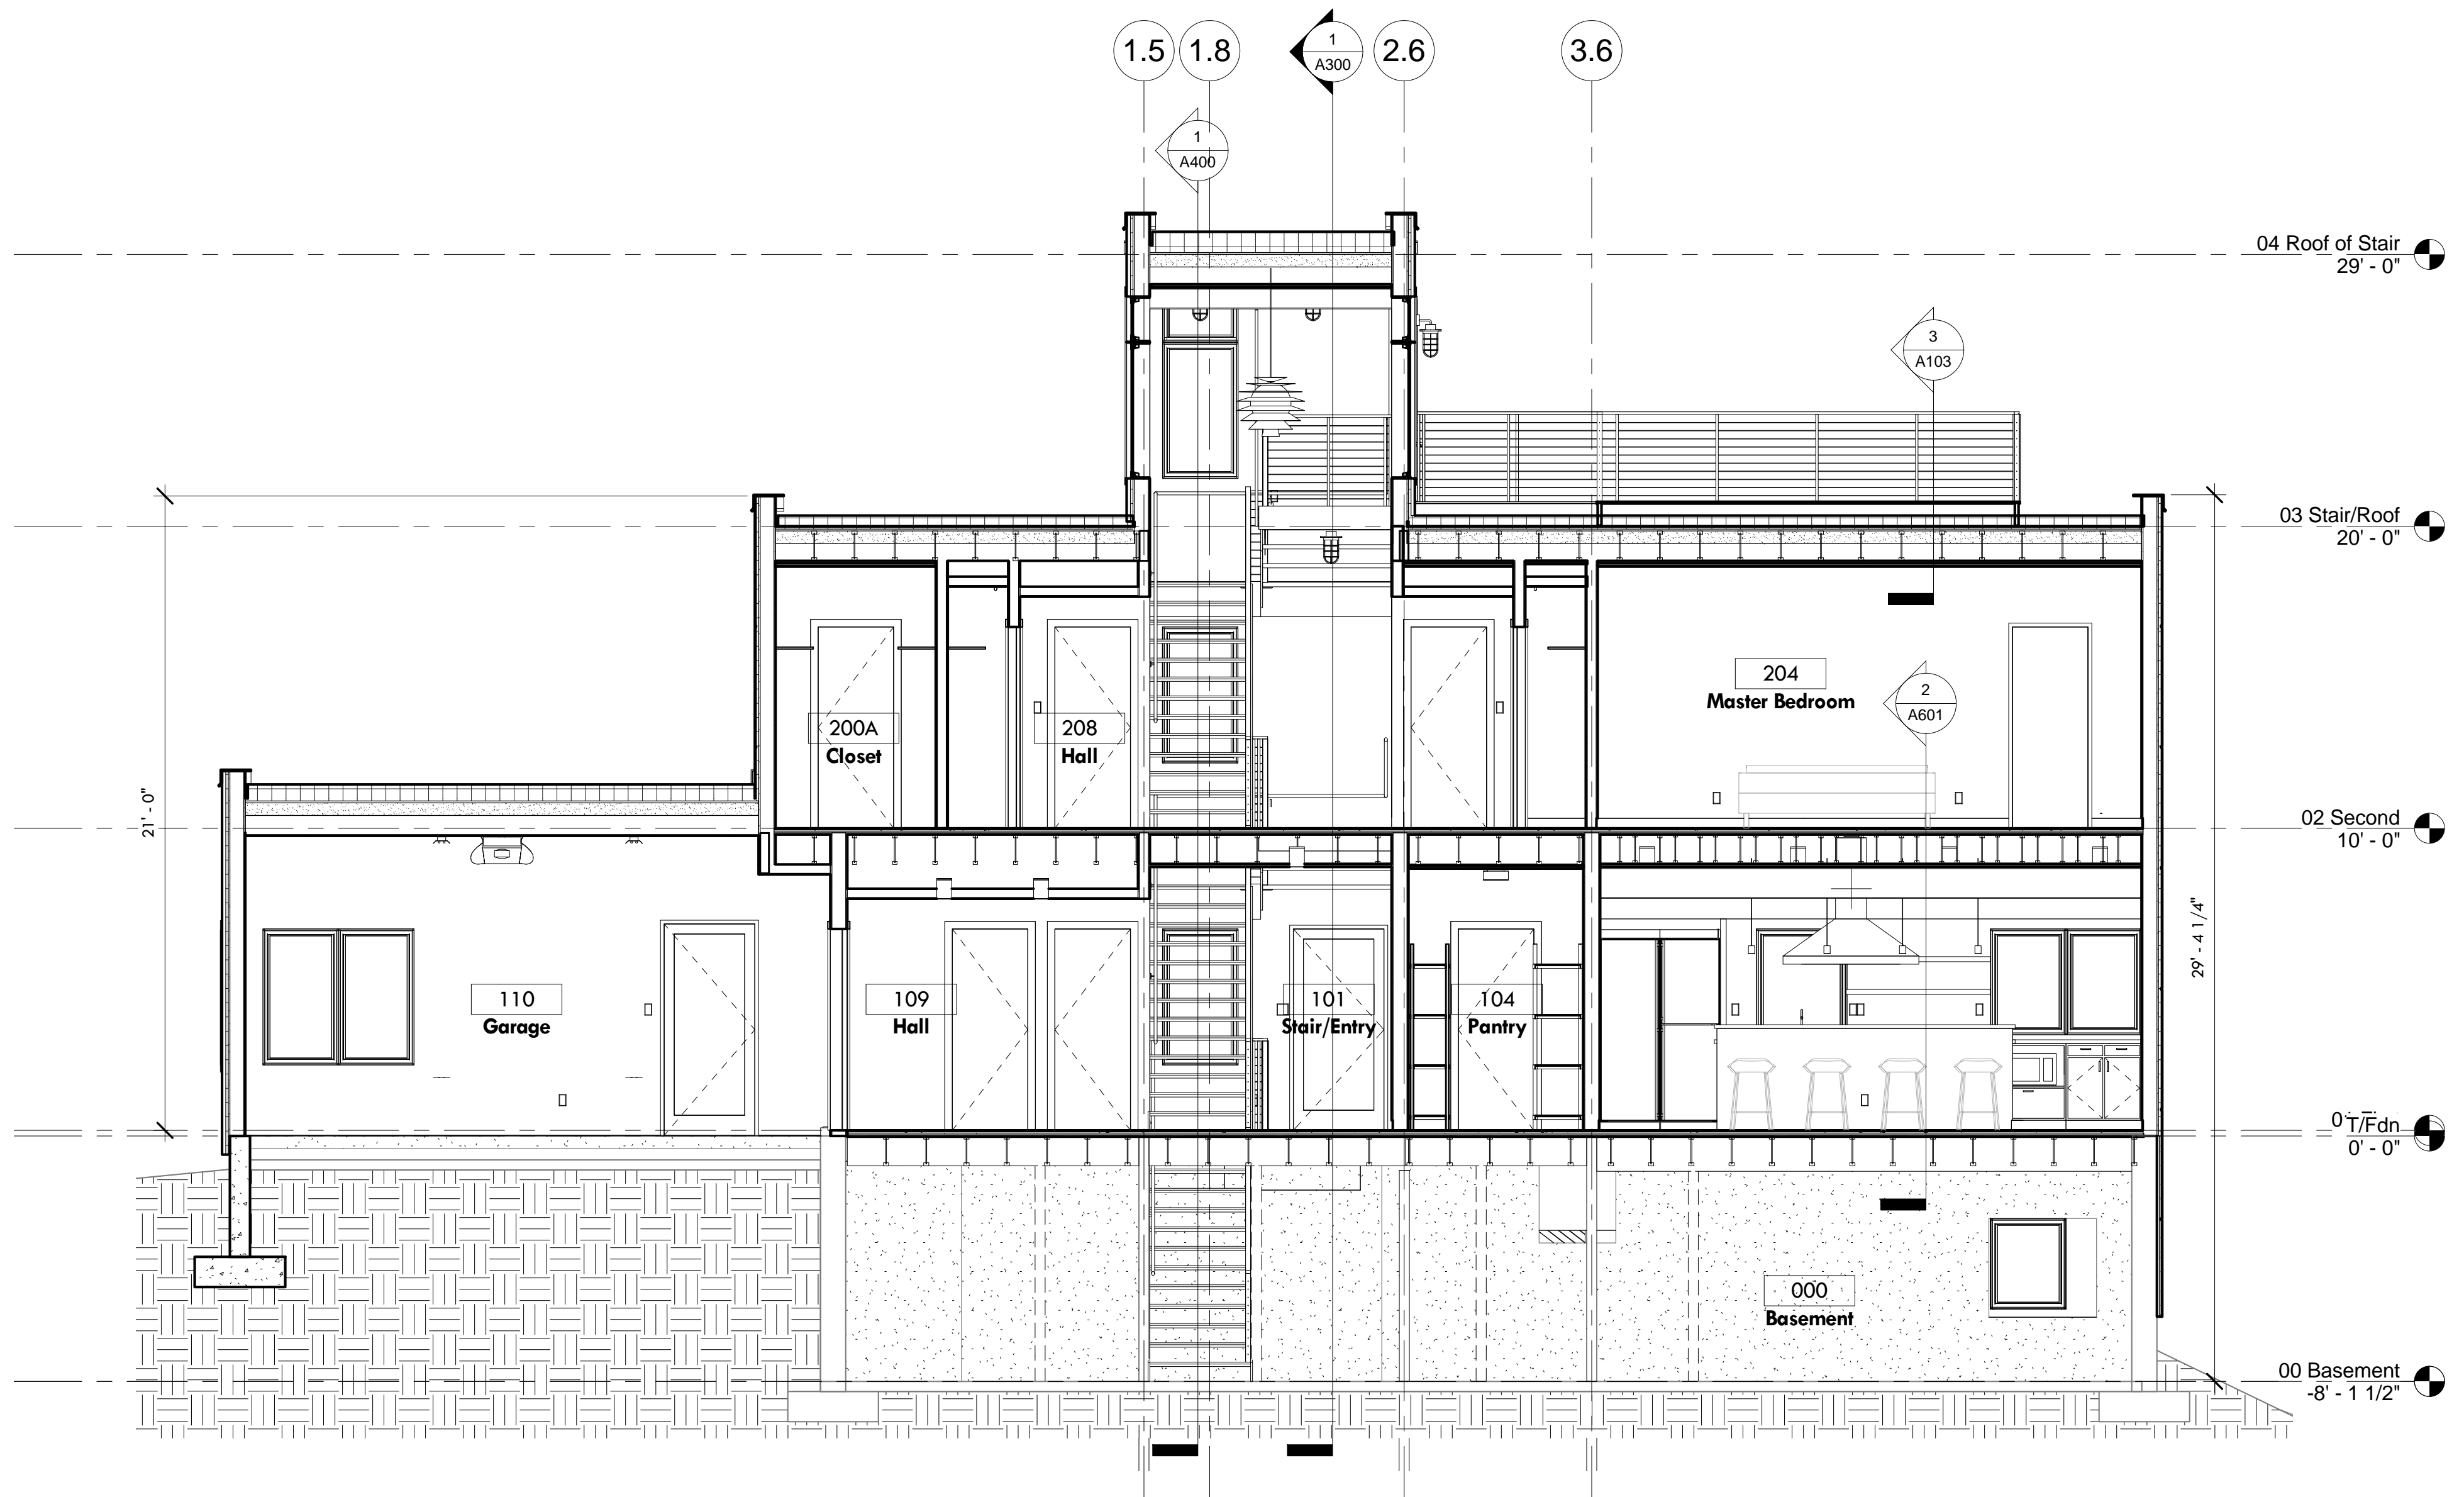 1.5
1.8
1
A300
2.6
3.6
1
A400
04 Roof of Stair
29' - 0"
3
A103
03 Stair/Roof
20' - 0"
204
Master Bedroom
2
A601
200A
Closet
208
Hall
21' - 0"
02 Second
10' - 0"
29' - 4 1/4"
110
Garage
109
Hall
101
Stair/Entry
104
Pantry
T/Fdn
0' - 0"
000
Basement
00 Basement
-8' - 1 1/2"